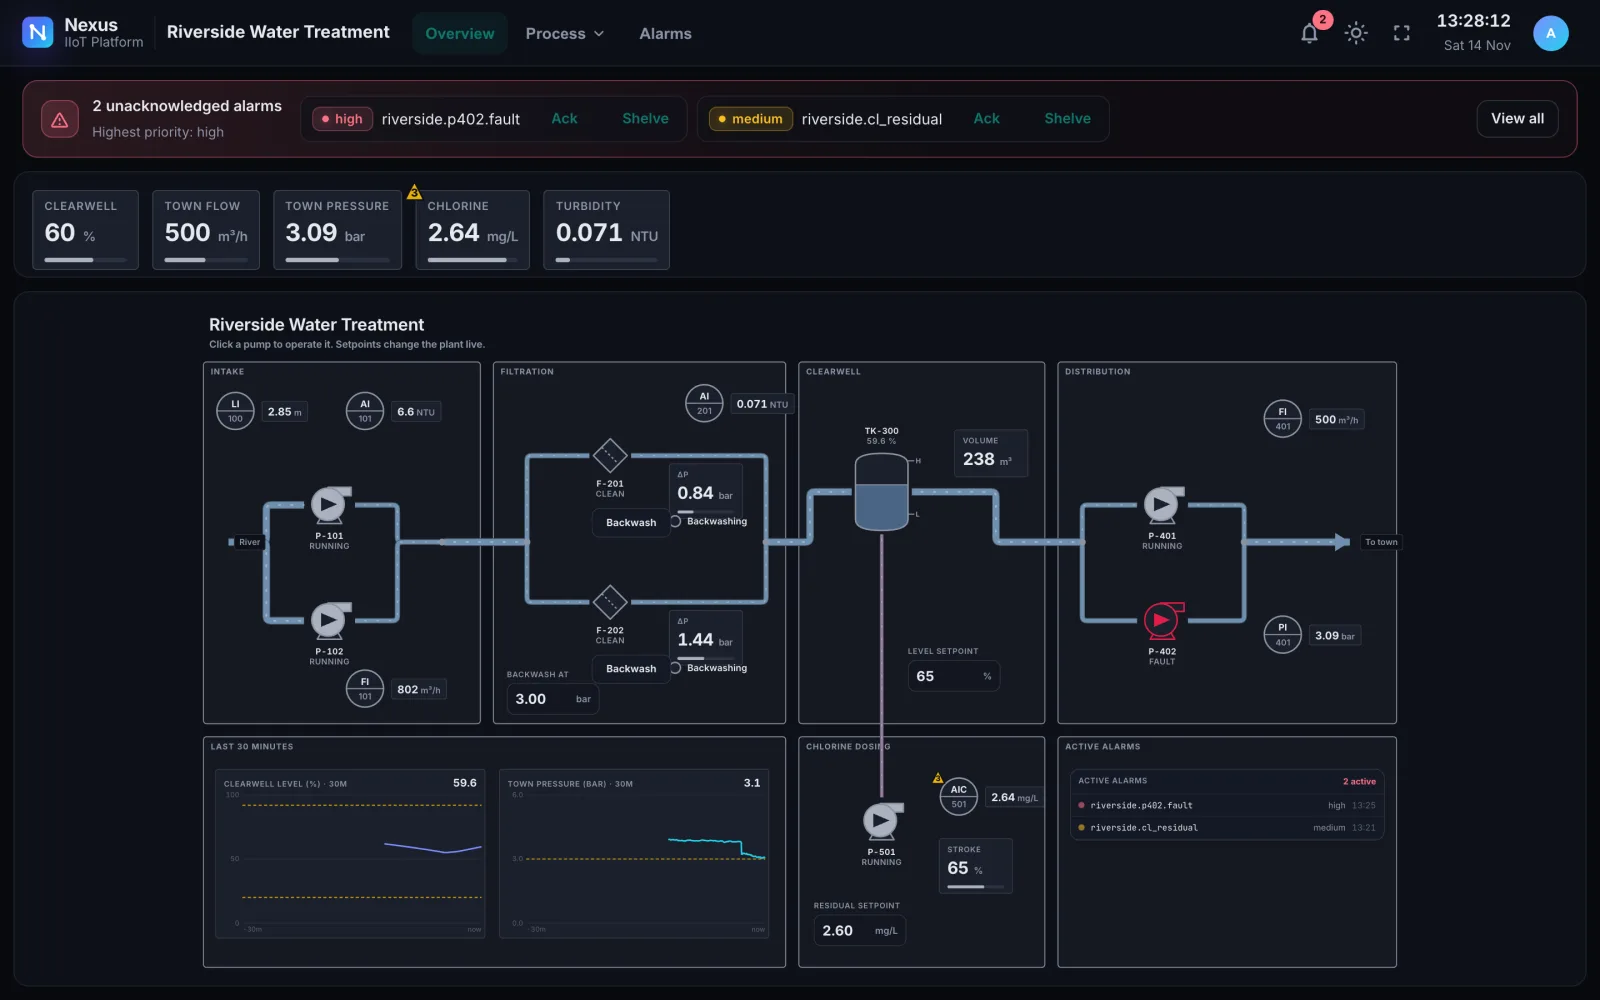 Nexus
IIoT Platform
Riverside Water Treatment
Overview
Process
Alarms
2
13:28:12
Sat 14 Nov
A
2 unacknowledged alarms
Highest priority: high
high riverside.p402.fault Ack Shelve
medium riverside.cl_residual Ack Shelve
View all
CLEARWELL
60 %
TOWN FLOW
500 m³/h
TOWN PRESSURE
3.09 bar
3
CHLORINE
2.64 mg/L
TURBIDITY
0.071 NTU
Riverside Water Treatment
Click a pump to operate it. Setpoints change the plant live.
INTAKE
LI
100
2.85 m
AI
101
6.6 NTU
River
P-101
RUNNING
P-102
RUNNING
FI
101
802 m³/h
FILTRATION
AI
201
0.071 NTU
F-201
CLEAN
ΔP
0.84 bar
Backwash
Backwashing
F-202
CLEAN
ΔP
1.44 bar
Backwash
Backwashing
BACKWASH AT
3.00 bar
CLEARWELL
TK-300
59.6 %
H
L
VOLUME
238 m³
LEVEL SETPOINT
65 %
DISTRIBUTION
FI
401
500 m³/h
P-401
RUNNING
To town
P-402
FAULT
PI
401
3.09 bar
LAST 30 MINUTES
CLEARWELL LEVEL (%) · 30M 59.6
100
50
0
-30m
now
TOWN PRESSURE (BAR) · 30M 3.1
6.0
3.0
0.0
-30m
now
CHLORINE DOSING
3
AIC
501
2.64 mg/L
P-501
RUNNING
STROKE
65 %
RESIDUAL SETPOINT
2.60 mg/L
ACTIVE ALARMS
ACTIVE ALARMS 2 active
riverside.p402.fault high 13:25
riverside.cl_residual medium 13:21